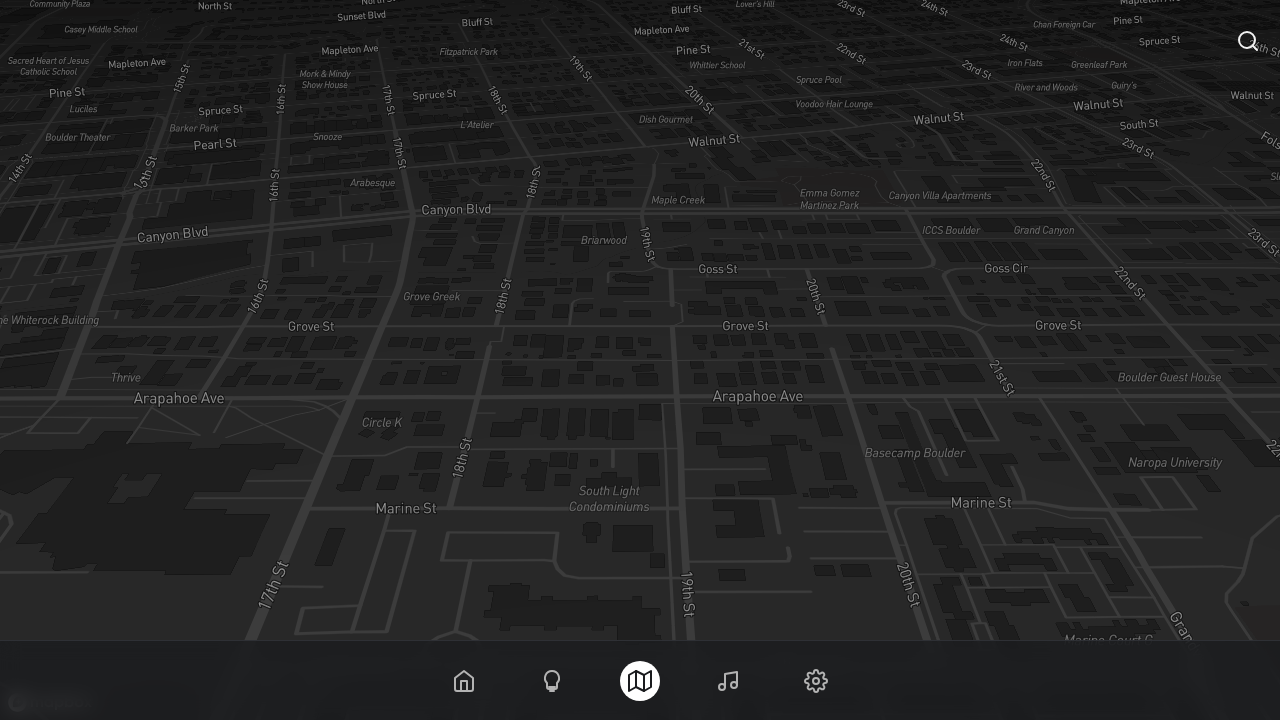 Community Plaza
North St
Sunset Blvd
Bluff St
Bluff St
Lover's Hill
23rd St
24th St
Casey Middle School
Mapleton Ave
Chan Foreign Car
Pine St
Mapleton Ave
Fitzpatrick Park
Pine St
21st St
22nd St
24th St
Spruce St
Sacred Heart of Jesus
Catholic School
Mapleton Ave
15th St
Mork & Mindy
Show House
19th St
Whittier School
Spruce Pool
23rd St
Iron Flats
Greenleaf Park
Pine St
16th St
17th St
Spruce St
18th St
20th St
River and Woods
Guiry's
Luciles
Spruce St
Voodoo Hair Lounge
Walnut St
Walnut St
Barker Park
L'Atelier
Dish Gourmet
Walnut St
South St
Boulder Theater
Pearl St
Snooze
17th St
Walnut St
23rd St
14th St
15th St
16th St
Arabesque
18th St
22nd St
Maple Creek
Emma Gomez
Martinez Park
Canyon Villa Apartments
Canyon Blvd
Canyon Blvd
Briarwood
19th St
ICCS Boulder
Grand Canyon
23rd St
Goss St
Goss Cir
16th St
Grove Greek
18th St
20th St
22nd St
Whiterock Building
Grove St
Grove St
Grove St
Thrive
21st St
Boulder Guest House
Arapahoe Ave
Arapahoe Ave
Circle K
18th St
Basecamp Boulder
Naropa University
South Light
Condominiums
Marine St
Marine St
17th St
19th St
20th St
Marine Court C